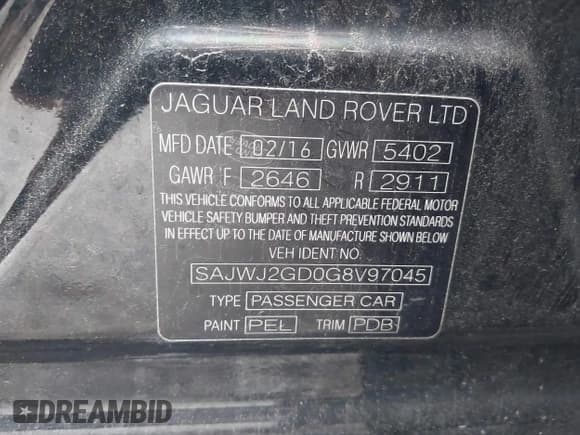 JAGUAR LAND ROVER LTD
MFD DATE 02/16 GVWR 5402
GAWR F 2646 R 2911
THIS VEHICLE CONFORMS TO ALL APPLICABLE FEDERAL MOTOR
VEHICLE SAFETY BUMPER AND THEFT PREVENTION STANDARDS
IN EFFECT UP TO THE DATE OF MANUFACTURE SHOWN BELOW
VEH IDENT NO
SAJWJ2GD0G8V97045
TYPE PASSENGER CAR
PAINT PEL TRIM PDB
DREAMBID